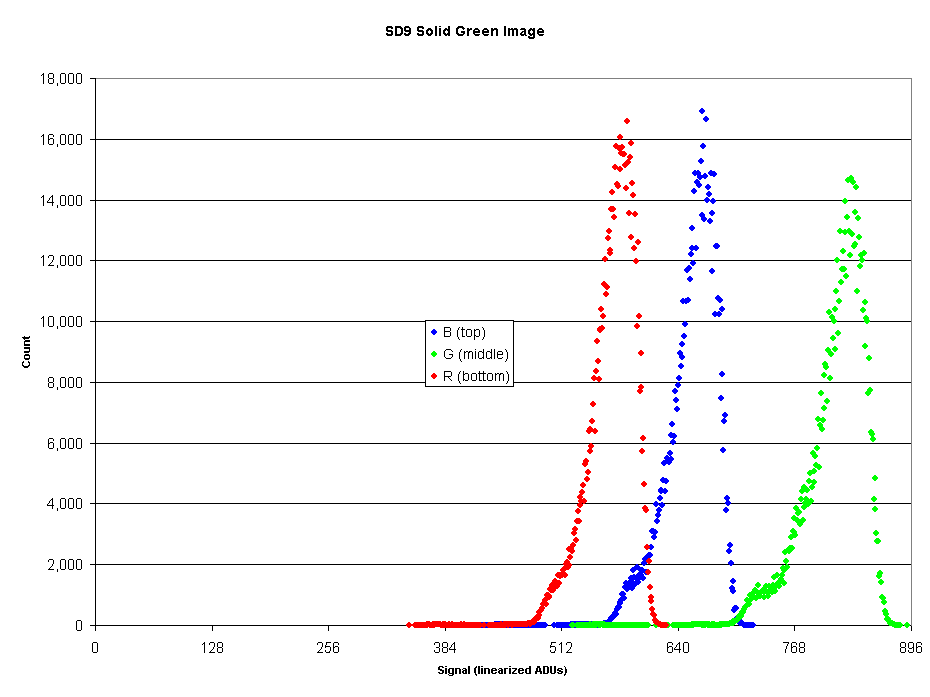 SD9 Solid Green Image
18,000
16,000
14,000
12,000
10,000
8,000
6,000
4,000
2,000
0
Count
B (top)
G (middle)
R (bottom)
0 128 256 384 512 640 768 896
Signal (linearized ADUs)